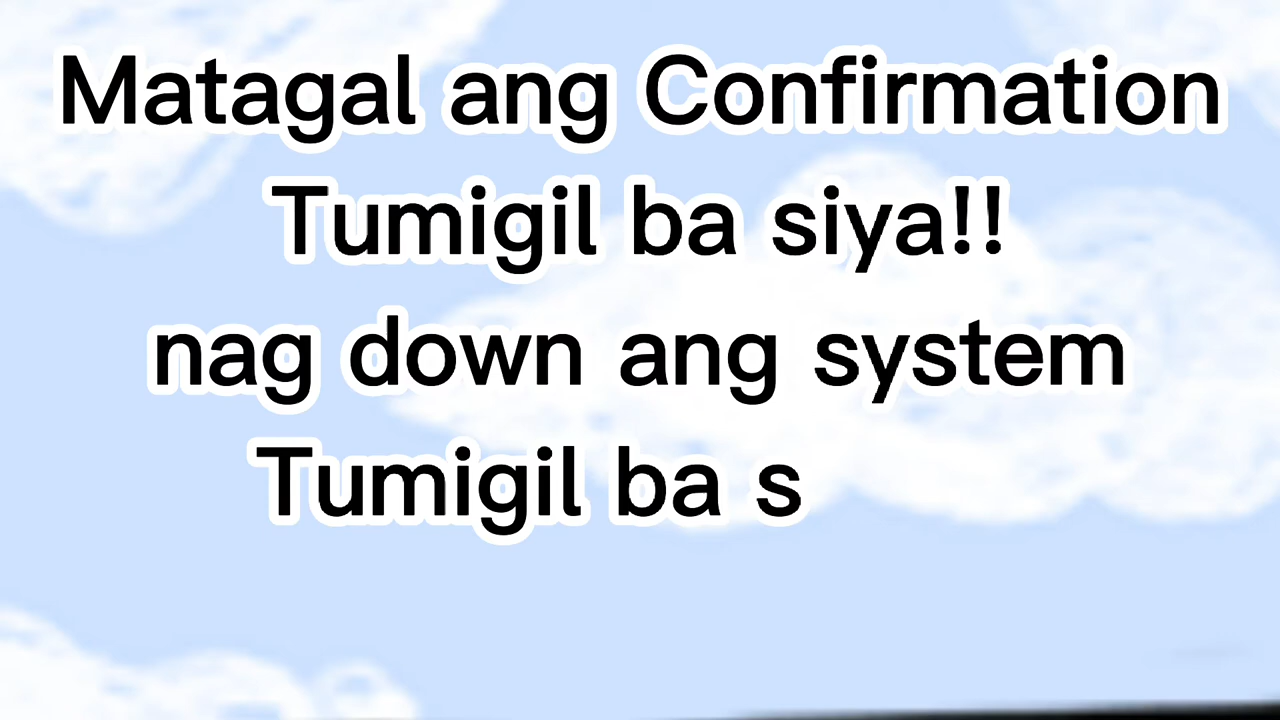 Matagal ang Confirmation
Tumigil ba siya!!
nag down ang system
Tumigil ba s